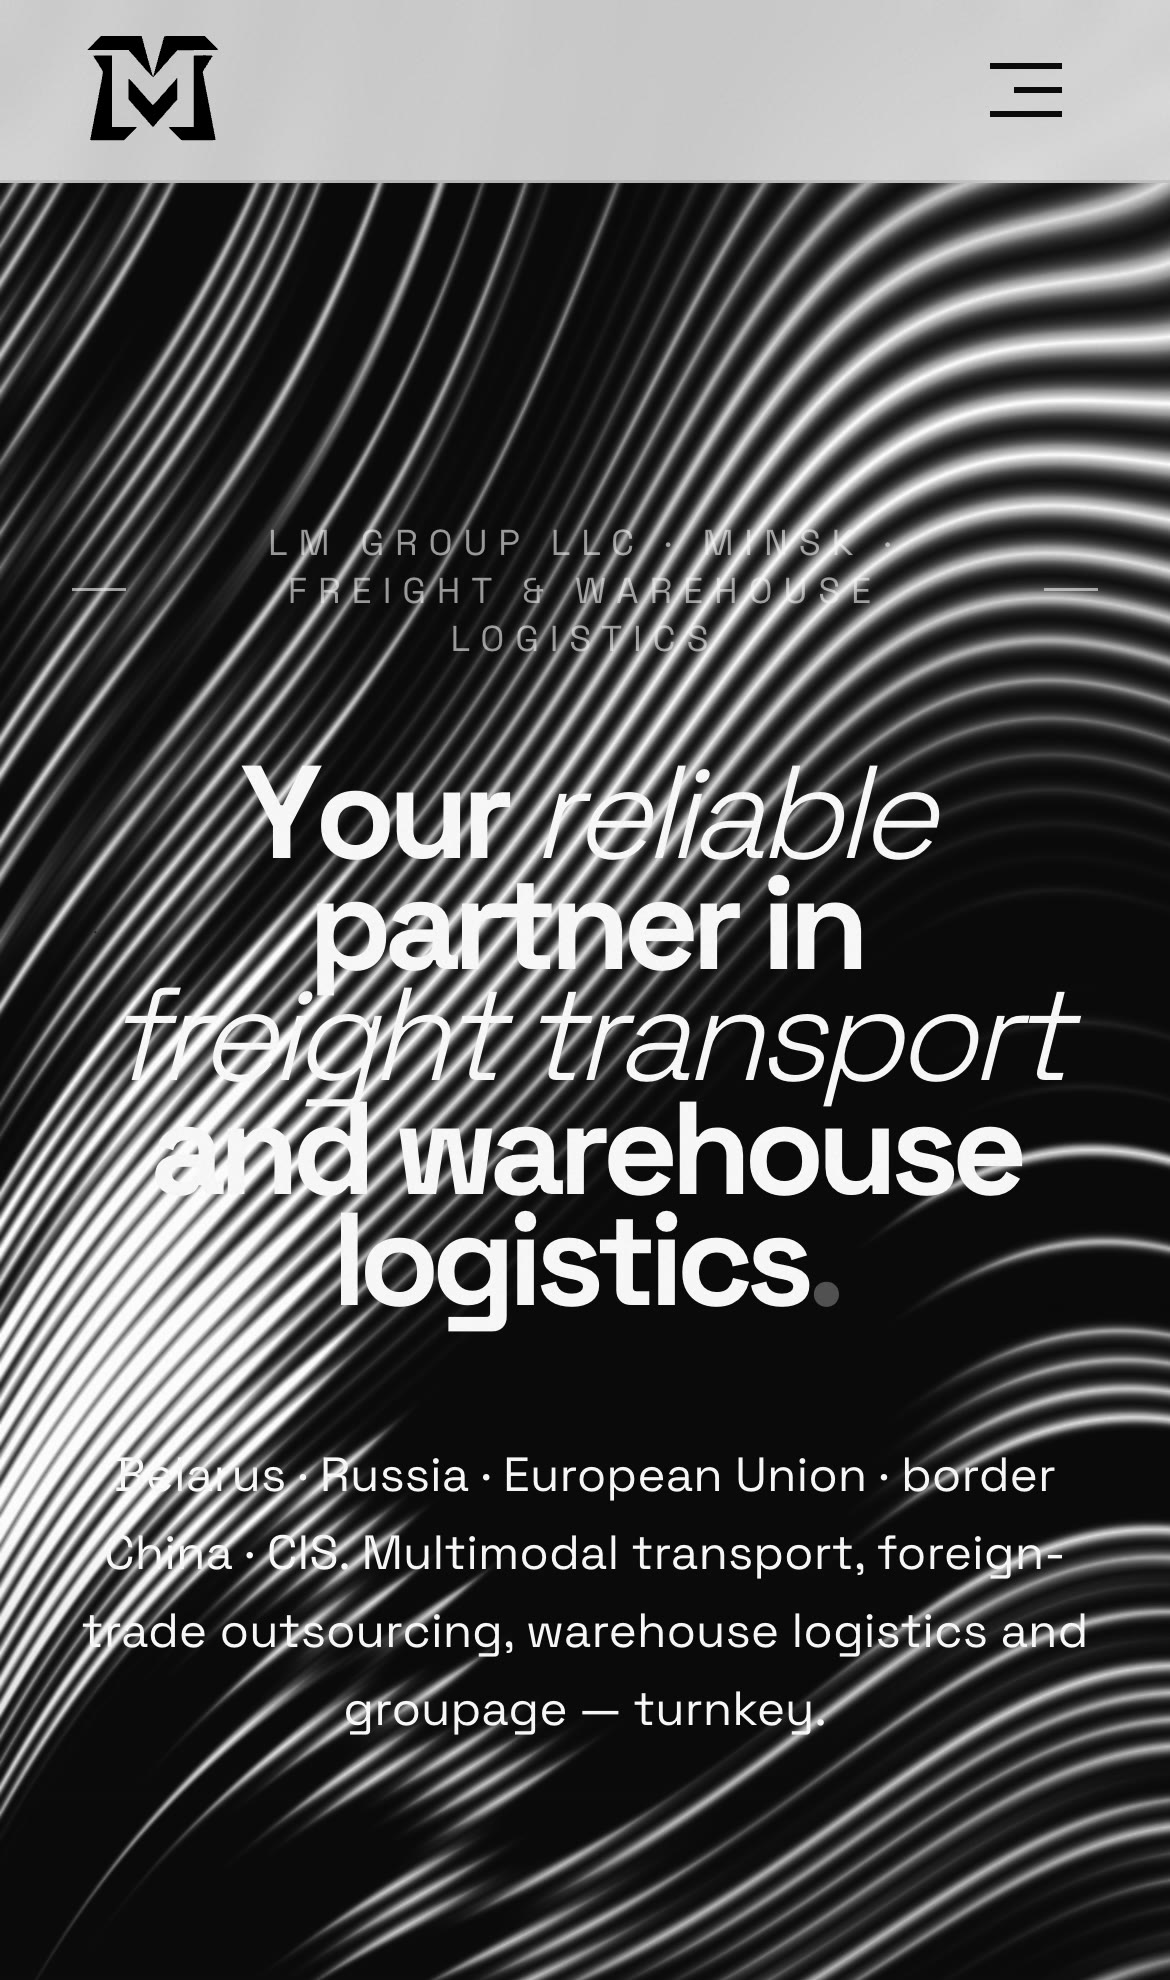 M
LM GROUP LLC · MINSK ·
FREIGHT & WAREHOUSE
LOGISTICS
Your reliable
partner in
freight transport
and warehouse
logistics.
Belarus · Russia · European Union · border
China · CIS. Multimodal transport, foreign-
trade outsourcing, warehouse logistics and
groupage — turnkey.